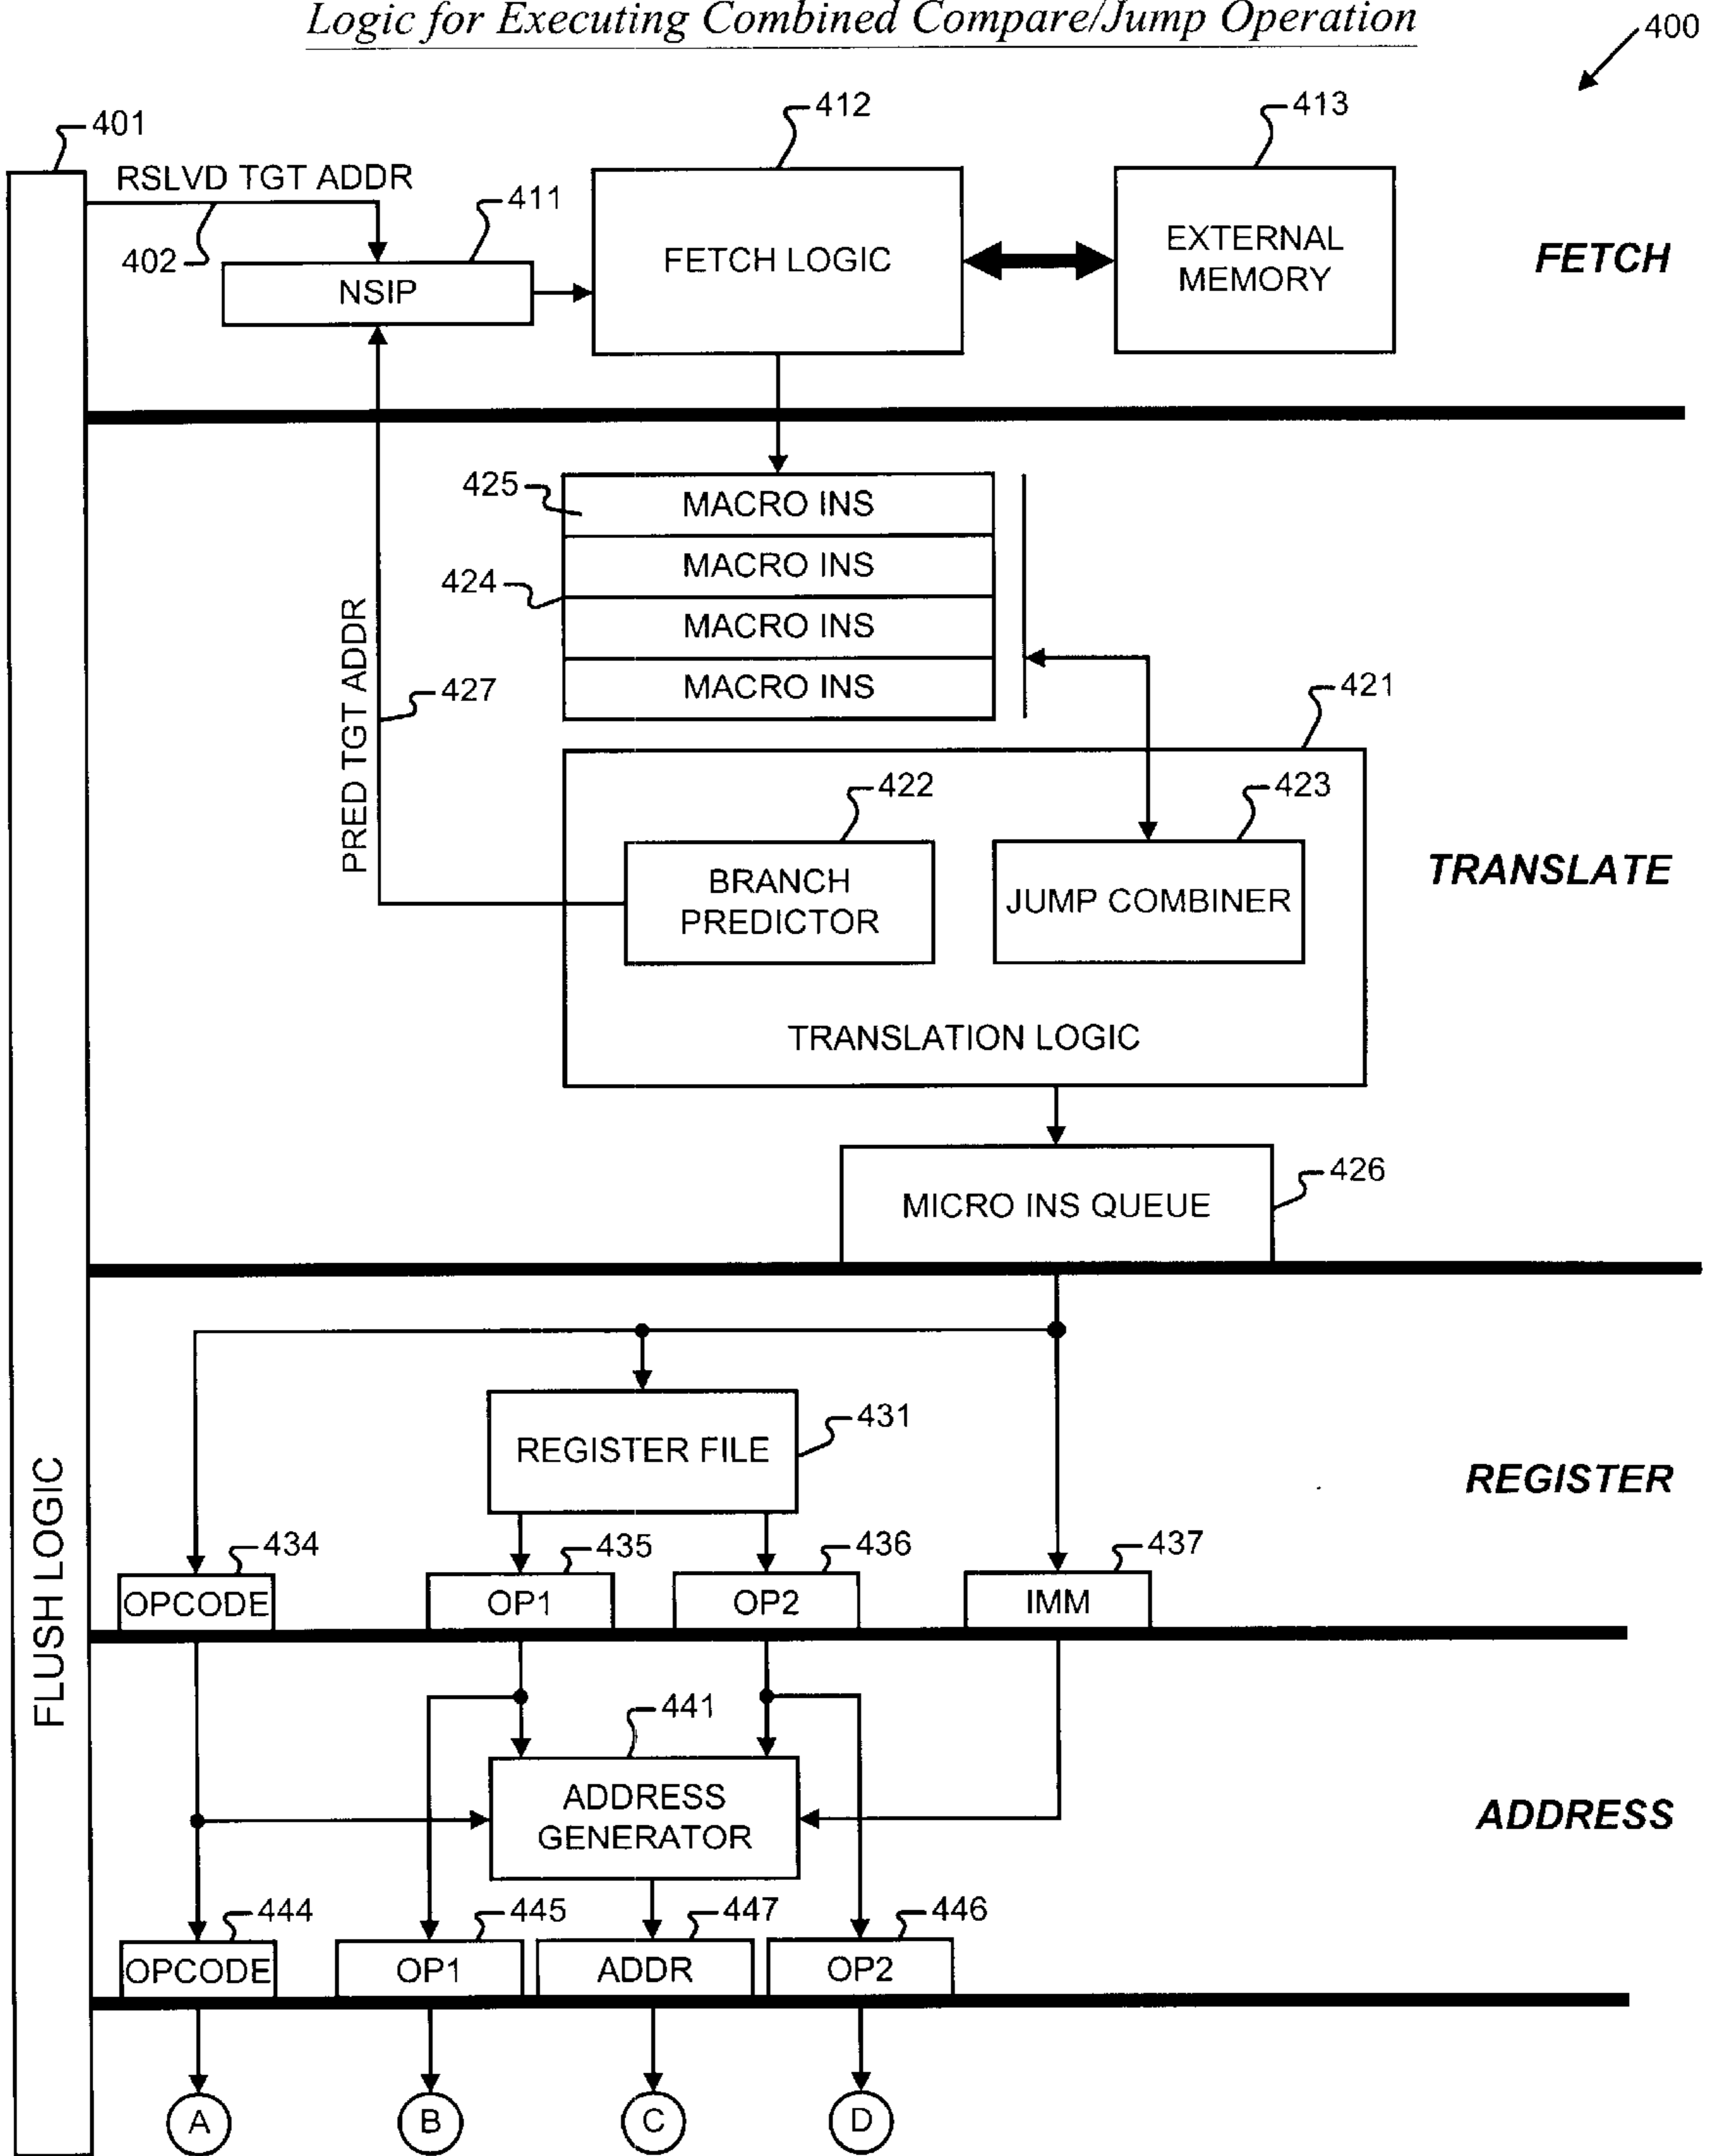 Logic for Executing Combined Compare/Jump Operation
400
401
RSLVD TGT ADDR
402
411
NSIP
412
FETCH LOGIC
413
EXTERNAL
MEMORY
FETCH
425
MACRO INS
MACRO INS
424
MACRO INS
MACRO INS
PRED TGT ADDR
427
421
422
BRANCH
PREDICTOR
423
JUMP COMBINER
TRANSLATION LOGIC
TRANSLATE
MICRO INS QUEUE
426
REGISTER FILE
431
REGISTER
434
OPCODE
435
OP1
436
OP2
437
IMM
FLUSH LOGIC
441
ADDRESS
GENERATOR
ADDRESS
444
OPCODE
445
OP1
447
ADDR
446
OP2
A
B
C
D